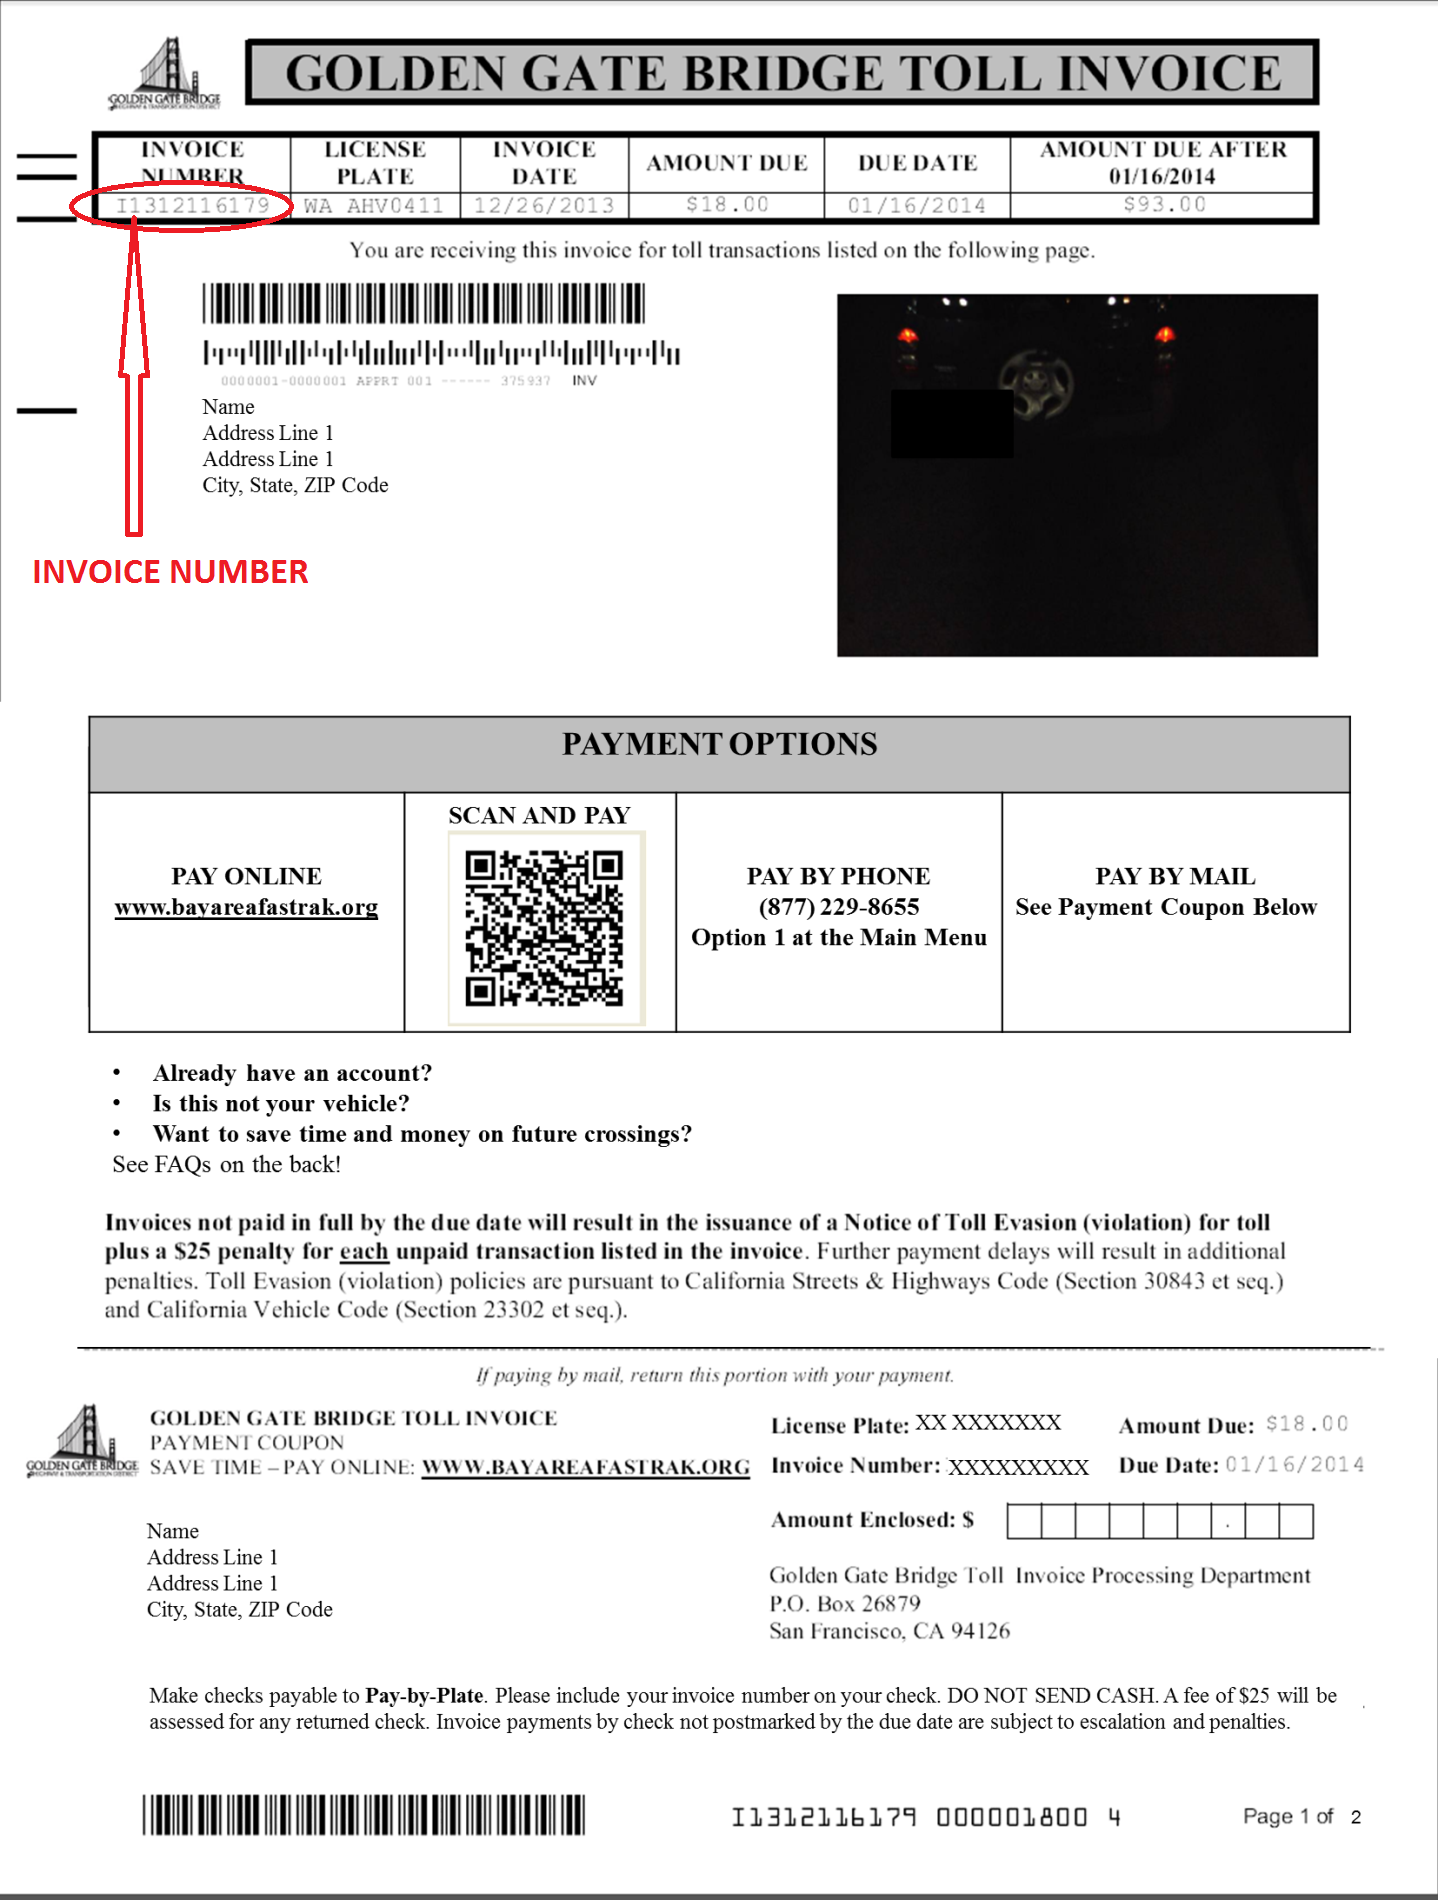 GOLDEN GATE BRIDGE
HIGHWAY & TRANSPORTATION DISTRICT
GOLDEN GATE BRIDGE TOLL INVOICE
INVOICE NUMBER
LICENSE PLATE
INVOICE DATE
AMOUNT DUE
DUE DATE
AMOUNT DUE AFTER 01/16/2014
I1312116179
WA AHV0411
12/26/2013
$18.00
01/16/2014
$93.00
You are receiving this invoice for toll transactions listed on the following page.
0000001-0000001 APPRT 001 ------ 375937 INV
Name
Address Line 1
Address Line 1
City, State, ZIP Code
INVOICE NUMBER
PAYMENT OPTIONS
PAY ONLINE
www.bayareafastrak.org
SCAN AND PAY
PAY BY PHONE
(877) 229-8655
Option 1 at the Main Menu
PAY BY MAIL
See Payment Coupon Below
• Already have an account?
• Is this not your vehicle?
• Want to save time and money on future crossings?
See FAQs on the back!
Invoices not paid in full by the due date will result in the issuance of a Notice of Toll Evasion (violation) for toll
plus a $25 penalty for each unpaid transaction listed in the invoice. Further payment delays will result in additional
penalties. Toll Evasion (violation) policies are pursuant to California Streets & Highways Code (Section 30843 et seq.)
and California Vehicle Code (Section 23302 et seq.).
If paying by mail, return this portion with your payment.
GOLDEN GATE BRIDGE
HIGHWAY & TRANSPORTATION DISTRICT
GOLDEN GATE BRIDGE TOLL INVOICE
PAYMENT COUPON
SAVE TIME – PAY ONLINE: WWW.BAYAREAFASTRAK.ORG
License Plate: XX XXXXXXX
Amount Due: $18.00
Invoice Number: XXXXXXXXX
Due Date: 01/16/2014
Amount Enclosed: $ .
Name
Address Line 1
Address Line 1
City, State, ZIP Code
Golden Gate Bridge Toll Invoice Processing Department
P.O. Box 26879
San Francisco, CA 94126
Make checks payable to Pay-by-Plate. Please include your invoice number on your check. DO NOT SEND CASH. A fee of $25 will be
assessed for any returned check. Invoice payments by check not postmarked by the due date are subject to escalation and penalties.
I1312116179 000001800 4
Page 1 of 2